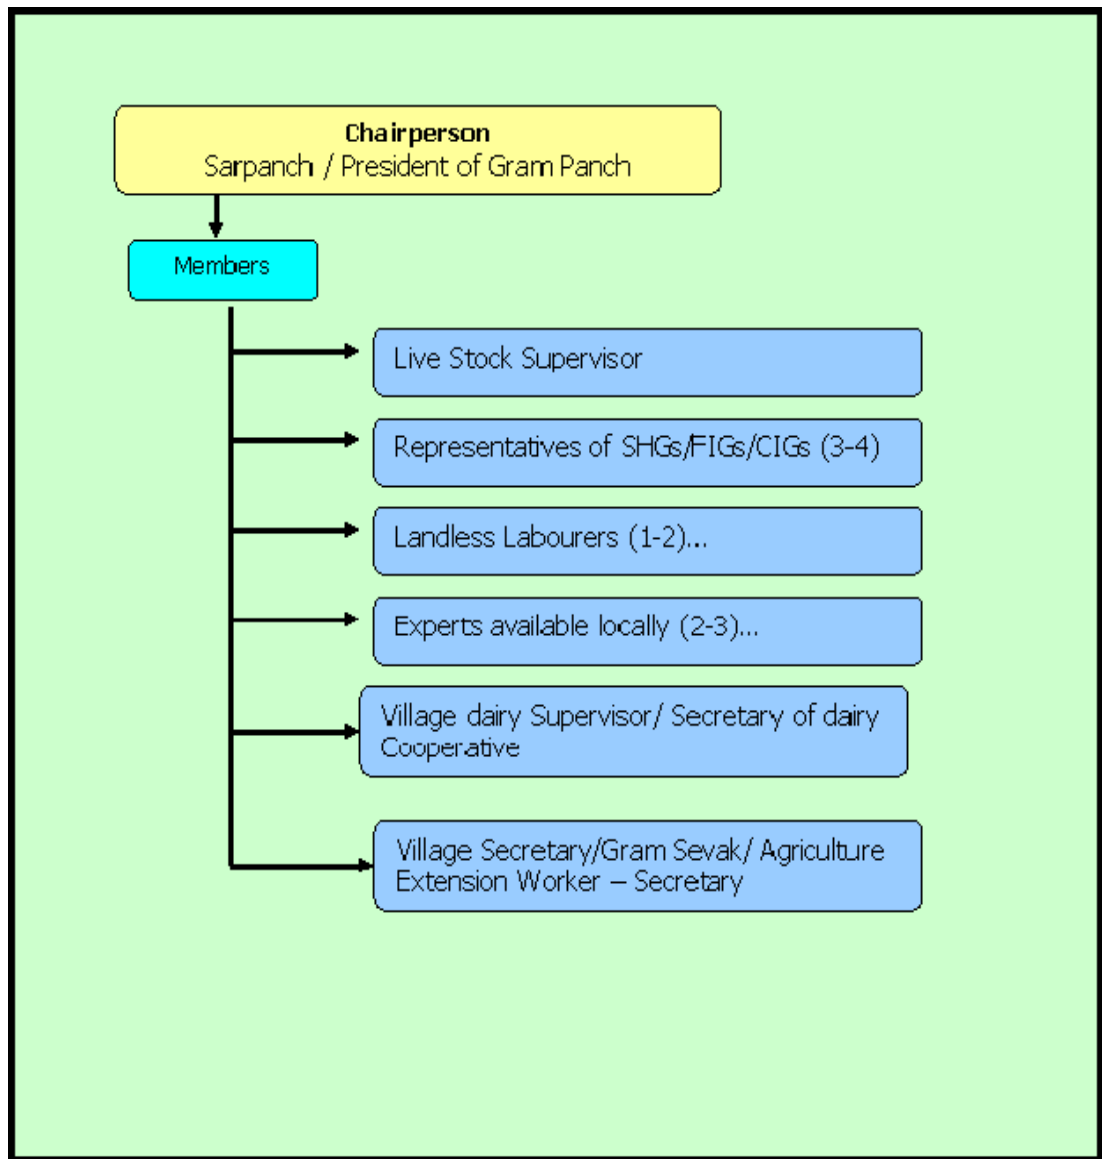 Chairperson
Sarpanch / President of Gram Panch
Members
Live Stock Supervisor
Representatives of SHGs/FIGs/CIGs (3-4)
Landless Labourers (1-2)...
Experts available locally (2-3)...
Village dairy Supervisor/ Secretary of dairy
Cooperative
Village Secretary/Gram Sevak/ Agriculture
Extension Worker – Secretary